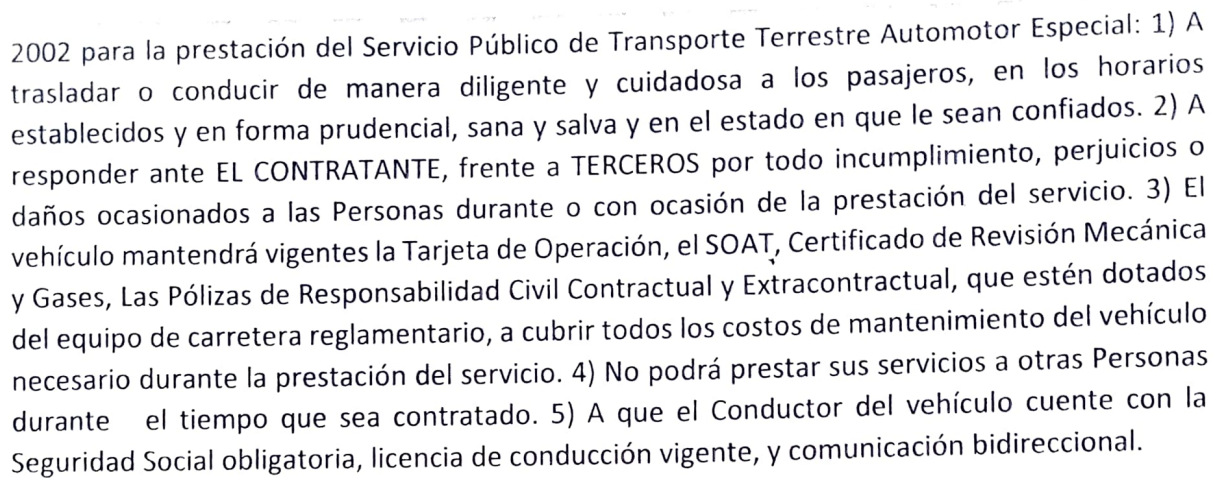 2002 para la prestación del Servicio Público de Transporte Terrestre Automotor Especial: 1) A
trasladar o conducir de manera diligente y cuidadosa a los pasajeros, en los horarios
establecidos y en forma prudencial, sana y salva y en el estado en que le sean confiados. 2) A
responder ante EL CONTRATANTE, frente a TERCEROS por todo incumplimiento, perjuicios o
daños ocasionados a las Personas durante o con ocasión de la prestación del servicio. 3) El
vehículo mantendrá vigentes la Tarjeta de Operación, el SOAT, Certificado de Revisión Mecánica
y Gases, Las Pólizas de Responsabilidad Civil Contractual y Extracontractual, que estén dotados
del equipo de carretera reglamentario, a cubrir todos los costos de mantenimiento del vehículo
necesario durante la prestación del servicio. 4) No podrá prestar sus servicios a otras Personas
durante el tiempo que sea contratado. 5) A que el Conductor del vehículo cuente con la
Seguridad Social obligatoria, licencia de conducción vigente, y comunicación bidireccional.